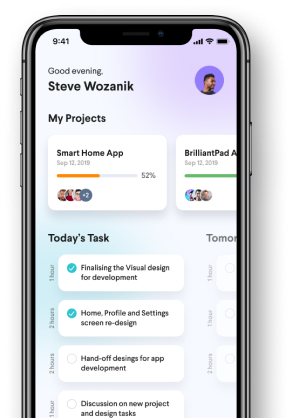 9:41
Good evening,
Steve Wozanik
My Projects
Smart Home App
Sep 12, 2019
52%
+2
BrilliantPad A
Sep 12, 2019
Today's Task
Tomor
1 hour
Finalising the Visual design
for development
1 hour
2 hours
Home, Profile and Settings
screen re-design
1 hour
2 hours
Hand-off desings for app
development
2 hours
1 hour
Discussion on new project
and design tasks